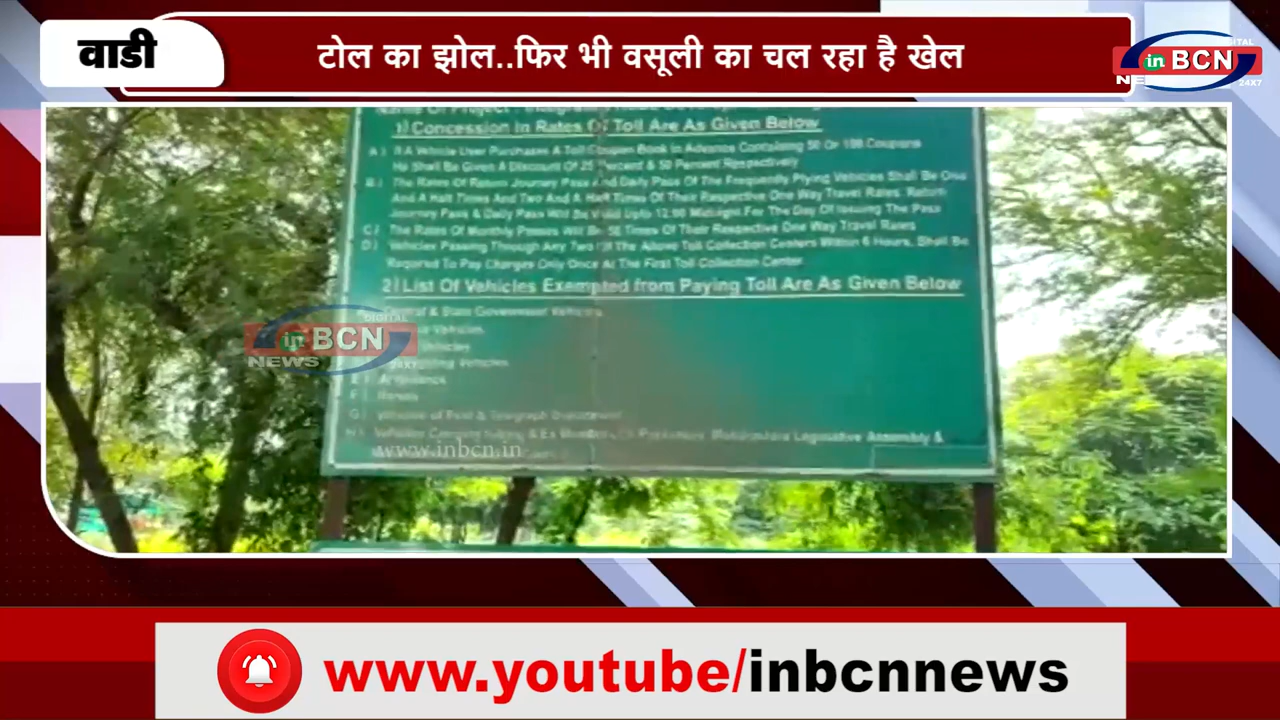 वाडी
टोल का झोल..फिर भी वसूली का चल रहा है खेल
in BCN
24X7
1) Concession In Rates Of Toll Are As Given Below
A) If A Vehicle User Purchases A Toll Coupon Book In Advance Containing 50 Or 100 Coupons
He Shall Be Given A Discount Of 25 Percent & 50 Percent Respectively
B) The Rates Of Return Journey Pass And Daily Pass Of The Frequently Plying Vehicles Shall Be One
And A Half Times And Two And A Half Times Of Their Respective One Way Travel Rates. Return
Journey Pass & Daily Pass Will Be Valid Upto 12:00 Midnight For The Day Of Issuing The Pass
C) The Rates Of Monthly Passes Will Be 50 Times Of Their Respective One Way Travel Rates
D) Vehicles Passing Through Any Two Of The Above Toll Collection Centers Within 6 Hours, Shall Be
Required To Pay Charges Only Once At The First Toll Collection Center
2) List Of Vehicles Exempted from Paying Toll Are As Given Below
& State Government Vehicles
Vehicles
Vehicles
Vehicles
DIGITAL
in BCN
NEWS
G) Vehicles of Post & Telegraph Department
Legislative Assembly &
www.inbcn.in
www.youtube/inbcnnews